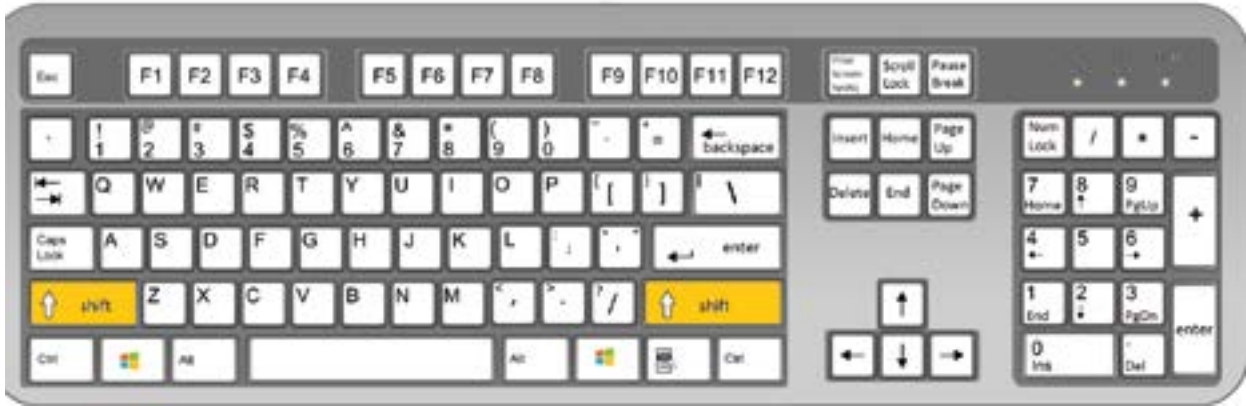 Esc F1 F2 F3 F4 F5 F6 F7 F8 F9 F10 F11 F12 Scroll Lock Pause Break
! 1 @ 2 # 3 $ 4 % 5 ^ 6 & 7 * 8 ( 9 ) 0 - + = backspace Insert Home Page Up Num Lock / * -
Q W E R T Y U I O P { [ } ] | \ Delete End Page Down 7 Home 8 9 PgUp +
Caps Lock A S D F G H J K L : ; " ' enter 4 5 6
shift Z X C V B N M < , > . ? / shift 1 End 2 3 PgDn enter
Ctrl Alt Alt Ctrl 0 Ins . Del